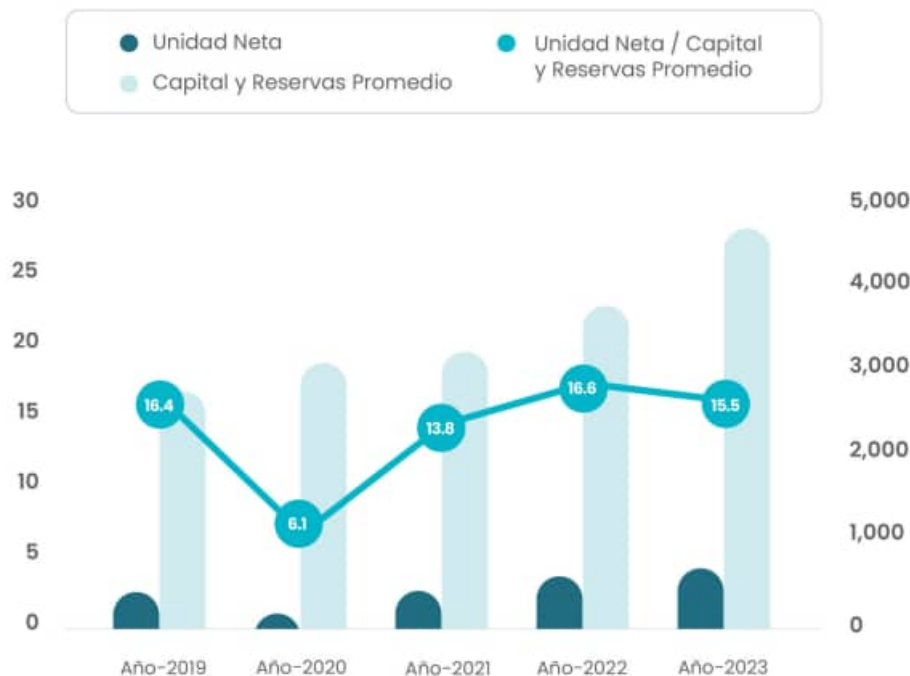 Unidad Neta
Capital y Reservas Promedio
Unidad Neta / Capital
y Reservas Promedio
30
25
20
15
10
5
0
5,000
4,000
3,000
2,000
1,000
0
16.4
6.1
13.8
16.6
15.5
Año-2019
Año-2020
Año-2021
Año-2022
Año-2023